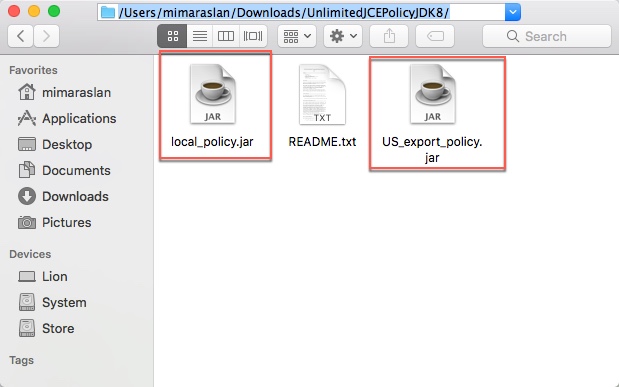 /Users/mimaraslan/Downloads/UnlimitedJCEPolicyJDK8/
Search
Favorites
mimaraslan
Applications
Desktop
Documents
Downloads
Pictures
Devices
Lion
System
Store
Tags
JAR
TXT
JAR
local_policy.jar
README.txt
US_export_policy.
jar